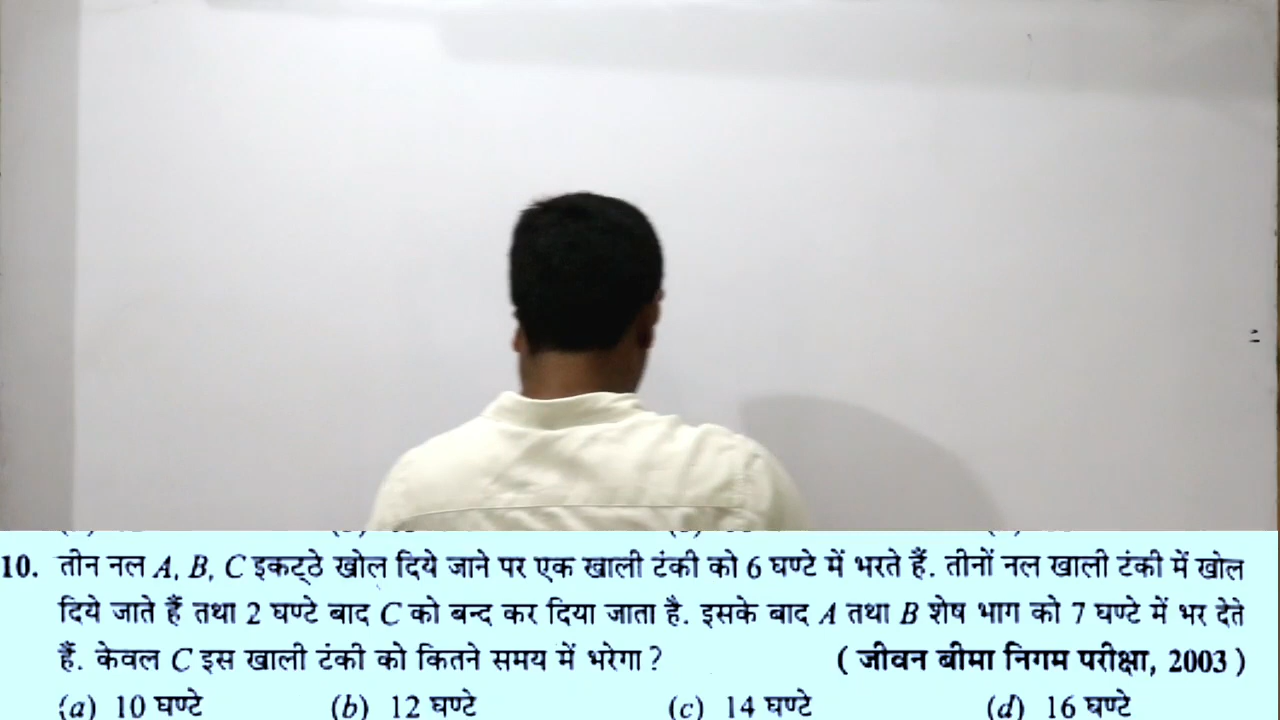 10. तीन नल A, B, C इकट्ठे खोल दिये जाने पर एक खाली टंकी को 6 घण्टे में भरते हैं. तीनों नल खाली टंकी में खोल
दिये जाते हैं तथा 2 घण्टे बाद C को बन्द कर दिया जाता है. इसके बाद A तथा B शेष भाग को 7 घण्टे में भर देते
हैं. केवल C इस खाली टंकी को कितने समय में भरेगा ? ( जीवन बीमा निगम परीक्षा, 2003 )
(a) 10 घण्टे (b) 12 घण्टे (c) 14 घण्टे (d) 16 घण्टे